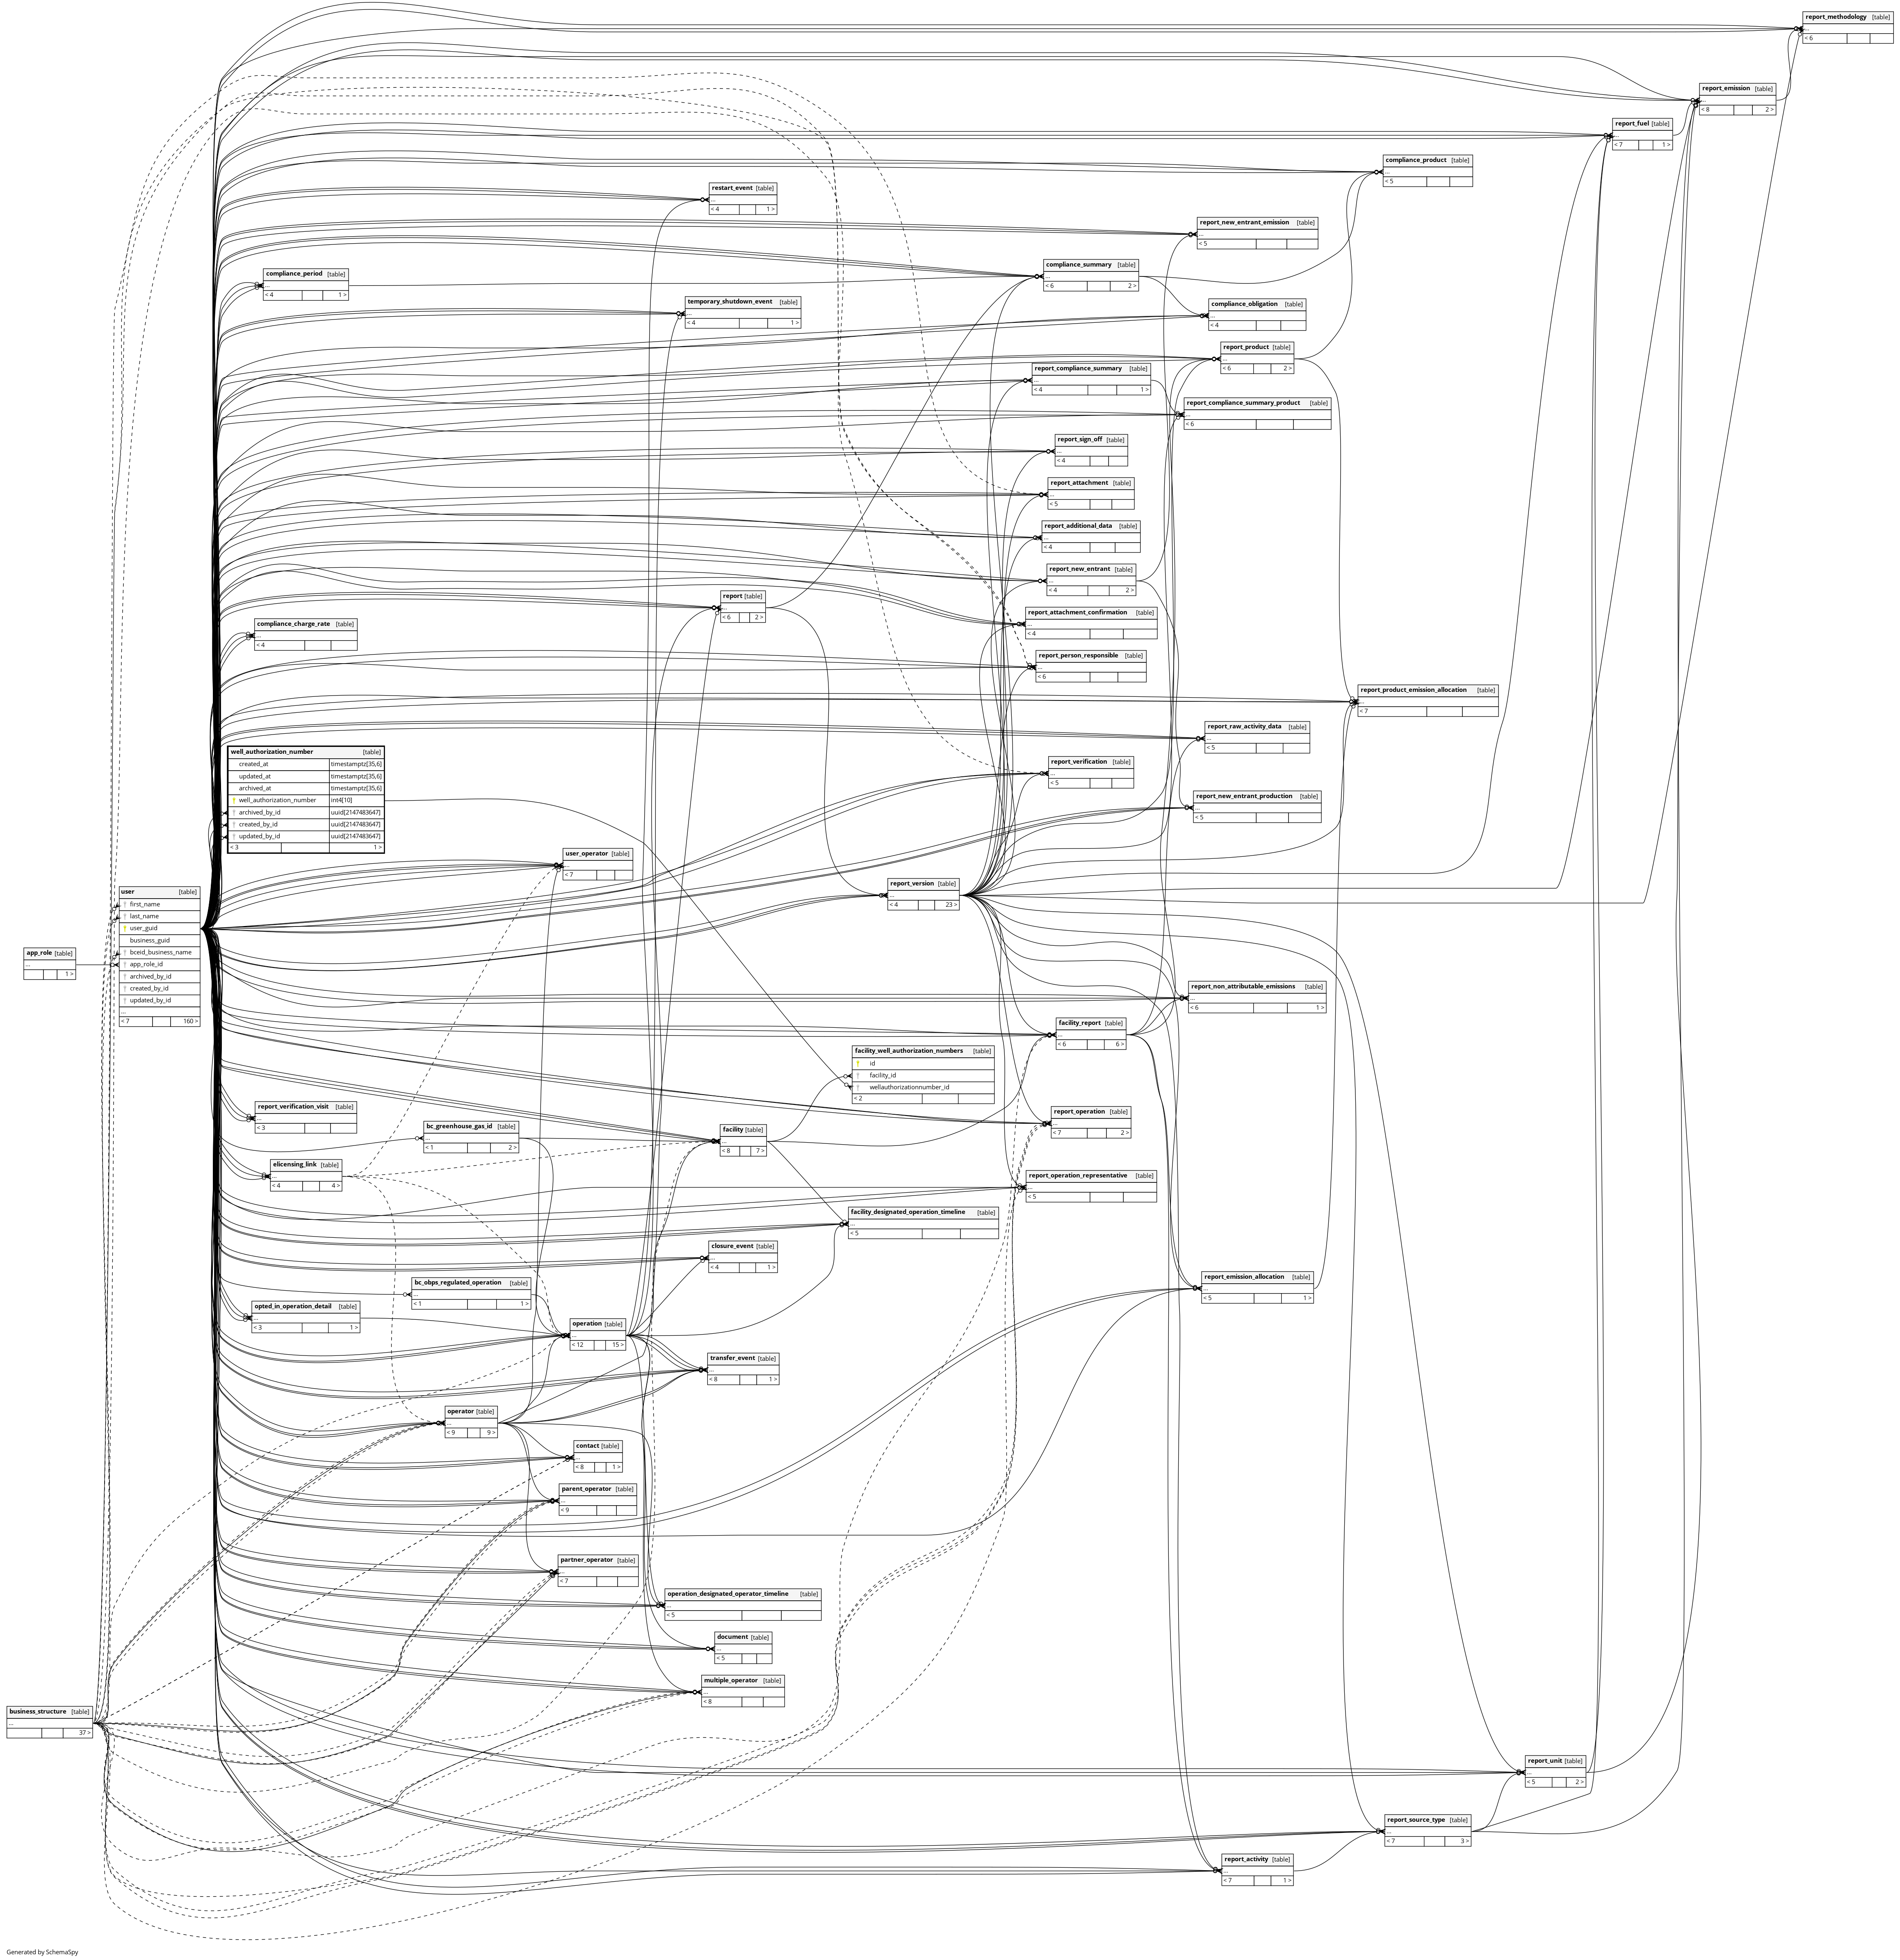 report_methodology [table]
...
< 6
report_emission [table]
...
< 8 2 >
report_fuel [table]
...
< 7 1 >
compliance_product [table]
...
< 5
restart_event [table]
...
< 4 1 >
report_new_entrant_emission [table]
...
< 5
compliance_summary [table]
...
< 6 2 >
compliance_period [table]
...
< 4 1 >
temporary_shutdown_event [table]
...
< 4 1 >
compliance_obligation [table]
...
< 4
report_product [table]
...
< 6 2 >
report_compliance_summary [table]
...
< 4 1 >
report_compliance_summary_product [table]
...
< 6
report_sign_off [table]
...
< 4
report_attachment [table]
...
< 5
report_additional_data [table]
...
< 4
report_new_entrant [table]
...
< 4 2 >
report [table]
...
< 6 2 >
report_attachment_confirmation [table]
...
< 4
compliance_charge_rate [table]
...
< 4
report_person_responsible [table]
...
< 6
report_product_emission_allocation [table]
...
< 7
report_raw_activity_data [table]
...
< 5
well_authorization_number [table]
created_at timestamptz[35,6]
updated_at timestamptz[35,6]
archived_at timestamptz[35,6]
well_authorization_number int4[10]
archived_by_id uuid[2147483647]
created_by_id uuid[2147483647]
updated_by_id uuid[2147483647]
< 3 1 >
report_verification [table]
...
< 5
report_new_entrant_production [table]
...
< 5
user_operator [table]
...
< 7
report_version [table]
...
< 4 23 >
user [table]
first_name
last_name
user_guid
business_guid
bceid_business_name
app_role_id
archived_by_id
created_by_id
updated_by_id
...
< 7 160 >
app_role [table]
...
1 >
report_non_attributable_emissions [table]
...
< 6 1 >
facility_report [table]
...
< 6 6 >
facility_well_authorization_numbers [table]
id
facility_id
wellauthorizationnumber_id
< 2
report_verification_visit [table]
...
< 3
report_operation [table]
...
< 7 2 >
bc_greenhouse_gas_id [table]
...
< 1 2 >
facility [table]
...
< 8 7 >
elicensing_link [table]
...
< 4 4 >
report_operation_representative [table]
...
< 5
facility_designated_operation_timeline [table]
...
< 5
closure_event [table]
...
< 4 1 >
report_emission_allocation [table]
...
< 5 1 >
bc_obps_regulated_operation [table]
...
< 1 1 >
opted_in_operation_detail [table]
...
< 3 1 >
operation [table]
...
< 12 15 >
transfer_event [table]
...
< 8 1 >
operator [table]
...
< 9 9 >
contact [table]
...
< 8 1 >
parent_operator [table]
...
< 9
partner_operator [table]
...
< 7
operation_designated_operator_timeline [table]
...
< 5
document [table]
...
< 5
multiple_operator [table]
...
< 8
business_structure [table]
...
37 >
report_unit [table]
...
< 5 2 >
report_source_type [table]
...
< 7 3 >
report_activity [table]
...
< 7 1 >
Generated by SchemaSpy